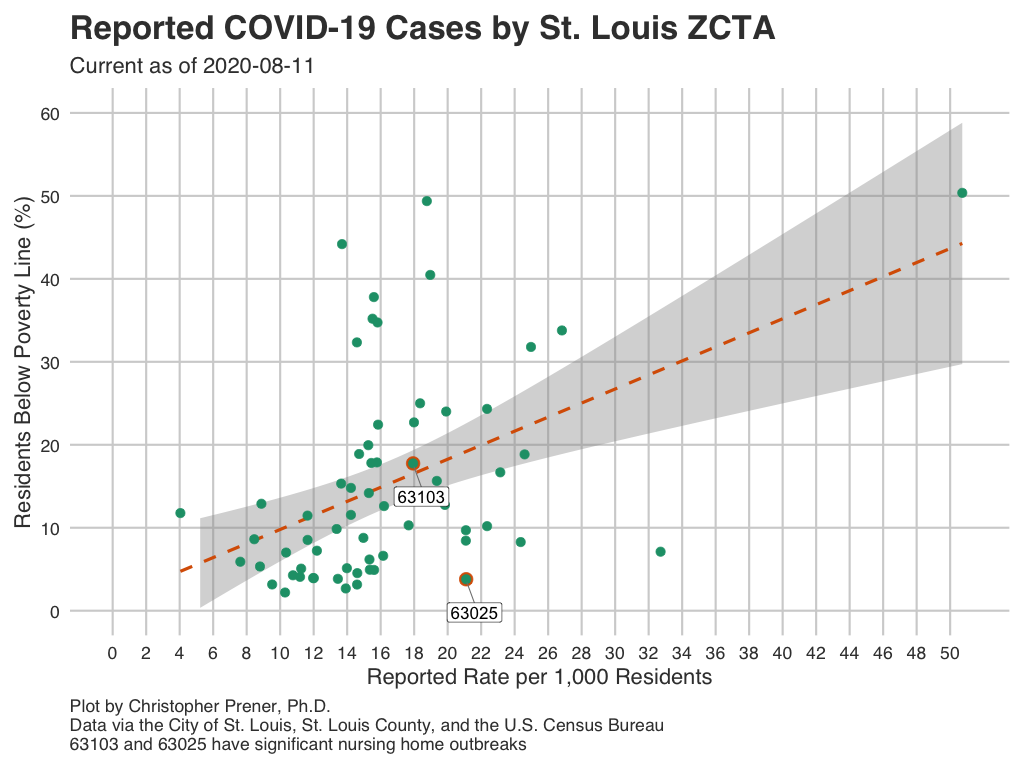 Reported COVID-19 Cases by St. Louis ZCTA
Current as of 2020-08-11
Residents Below Poverty Line (%)
60
50
40
30
20
10
0
63103
63025
0 2 4 6 8 10 12 14 16 18 20 22 24 26 28 30 32 34 36 38 40 42 44 46 48 50
Reported Rate per 1,000 Residents
Plot by Christopher Prener, Ph.D.
Data via the City of St. Louis, St. Louis County, and the U.S. Census Bureau
63103 and 63025 have significant nursing home outbreaks